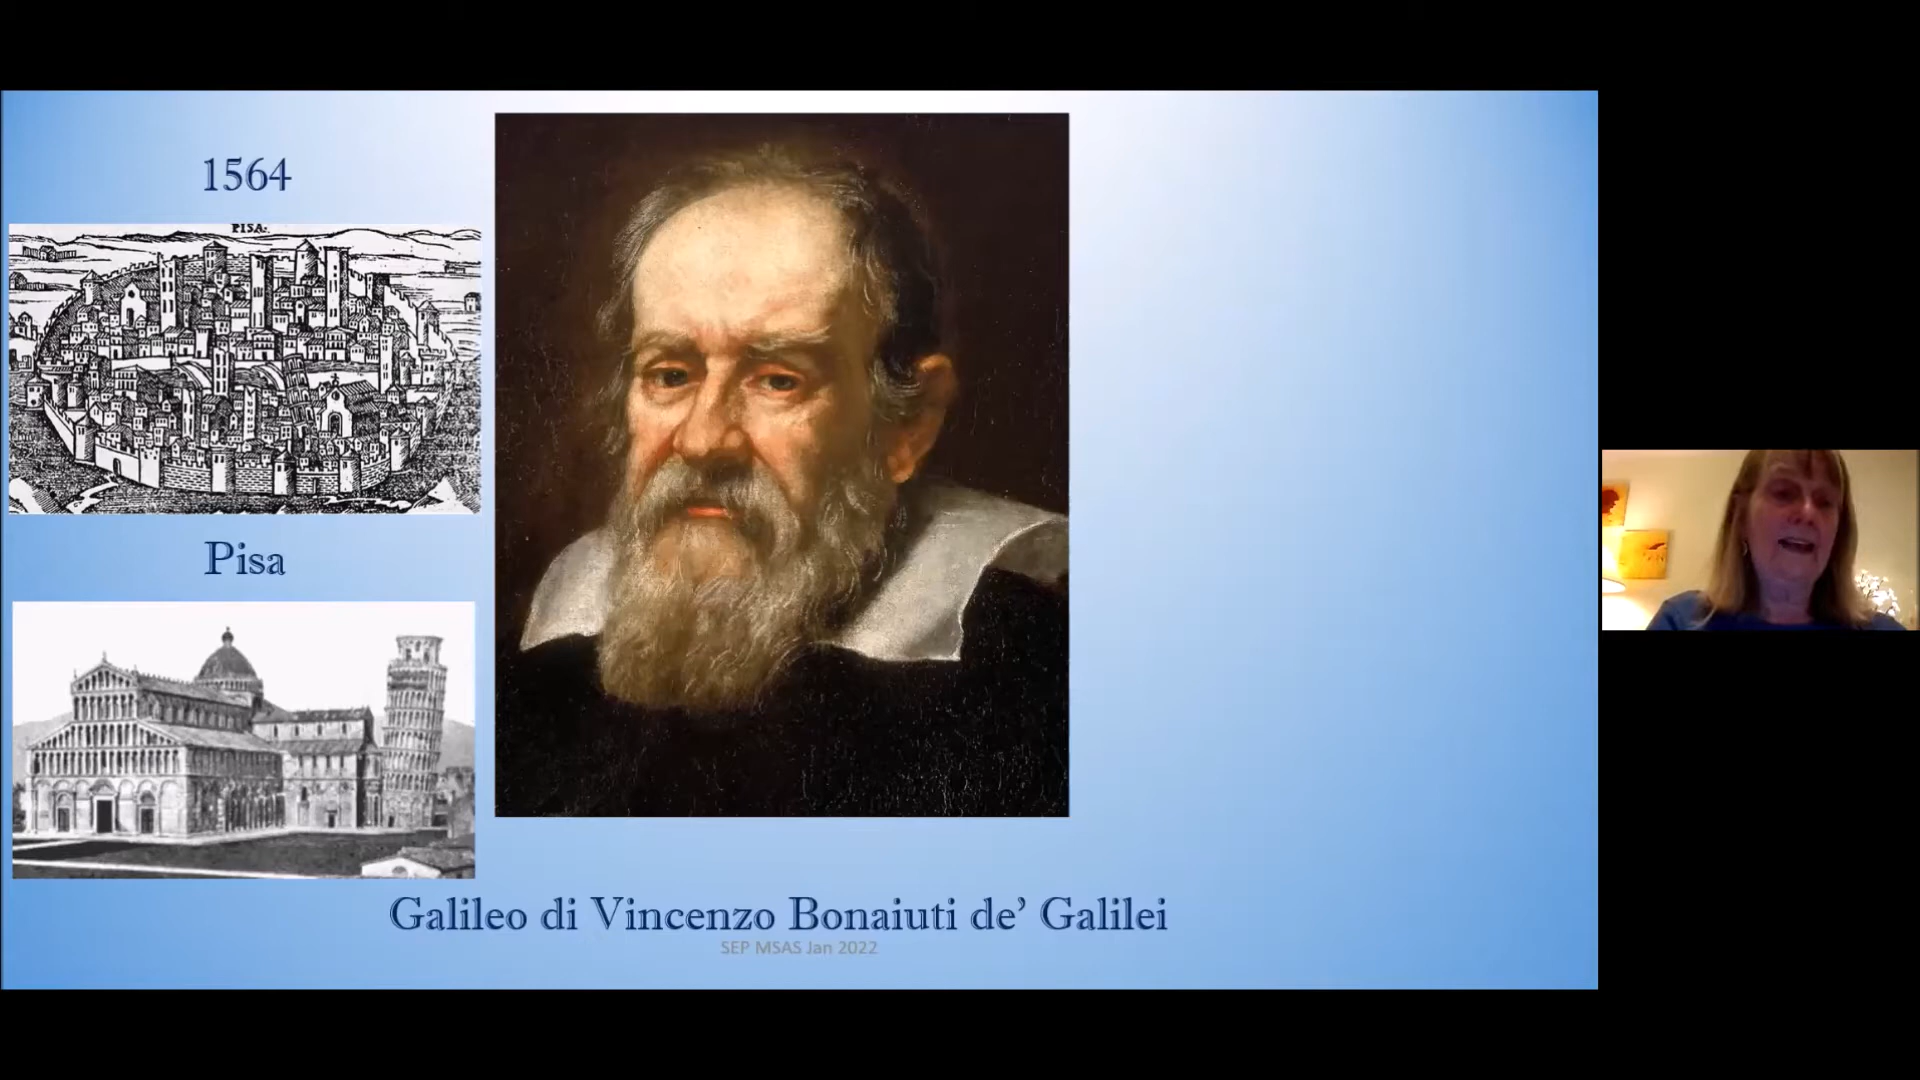 1564
PISA.
Pisa
Galileo di Vincenzo Bonaiuti de’ Galilei
SEP MSAS Jan 2022